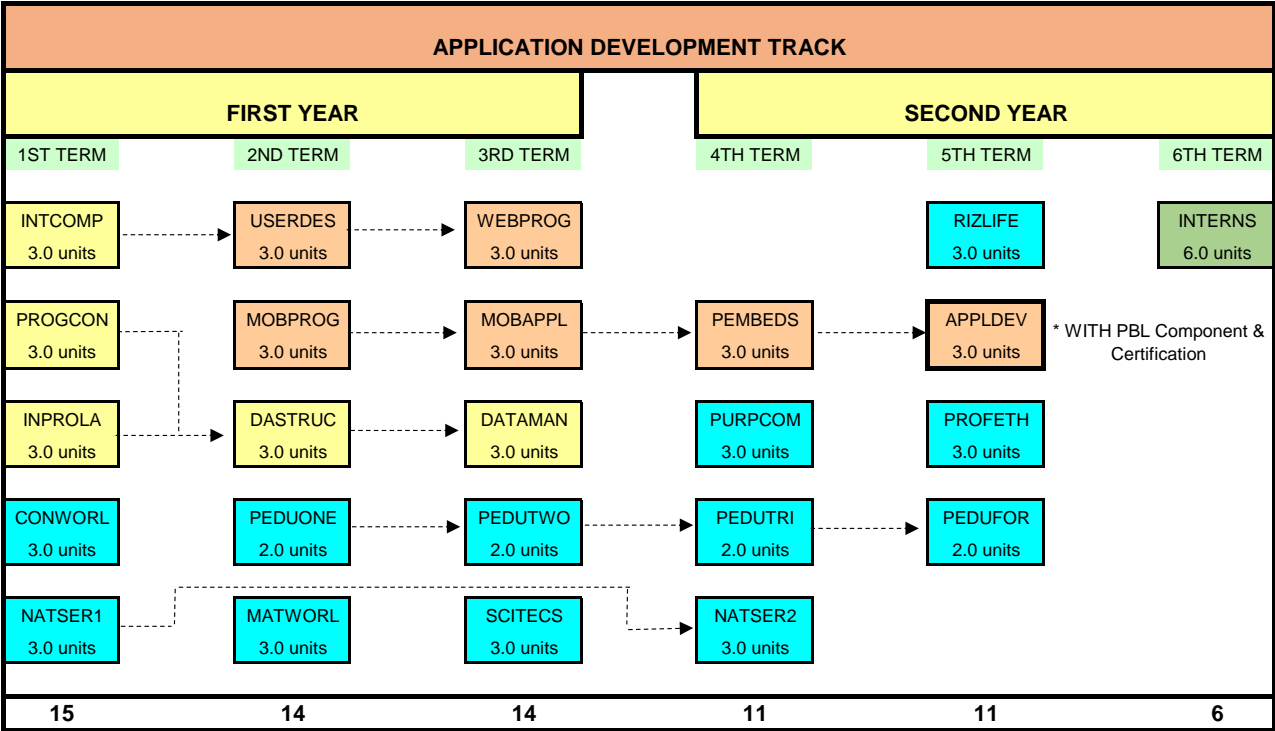 APPLICATION DEVELOPMENT TRACK
FIRST YEAR SECOND YEAR
1ST TERM 2ND TERM 3RD TERM 4TH TERM 5TH TERM 6TH TERM
INTCOMP USERDES WEBPROG RIZLIFE INTERNS
3.0 units 3.0 units 3.0 units 3.0 units 6.0 units
PROGCON MOBPROG MOBAPPL PEMBEDS APPLDEV * WITH PBL Component &
3.0 units 3.0 units 3.0 units 3.0 units 3.0 units Certification
INPROLA DASTRUC DATAMAN PURPCOM PROFETH
3.0 units 3.0 units 3.0 units 3.0 units 3.0 units
CONWORL PEDUONE PEDUTWO PEDUTRI PEDUFOR
3.0 units 2.0 units 2.0 units 2.0 units 2.0 units
NATSER1 MATWORL SCITECS NATSER2
3.0 units 3.0 units 3.0 units 3.0 units
15 14 14 11 11 6